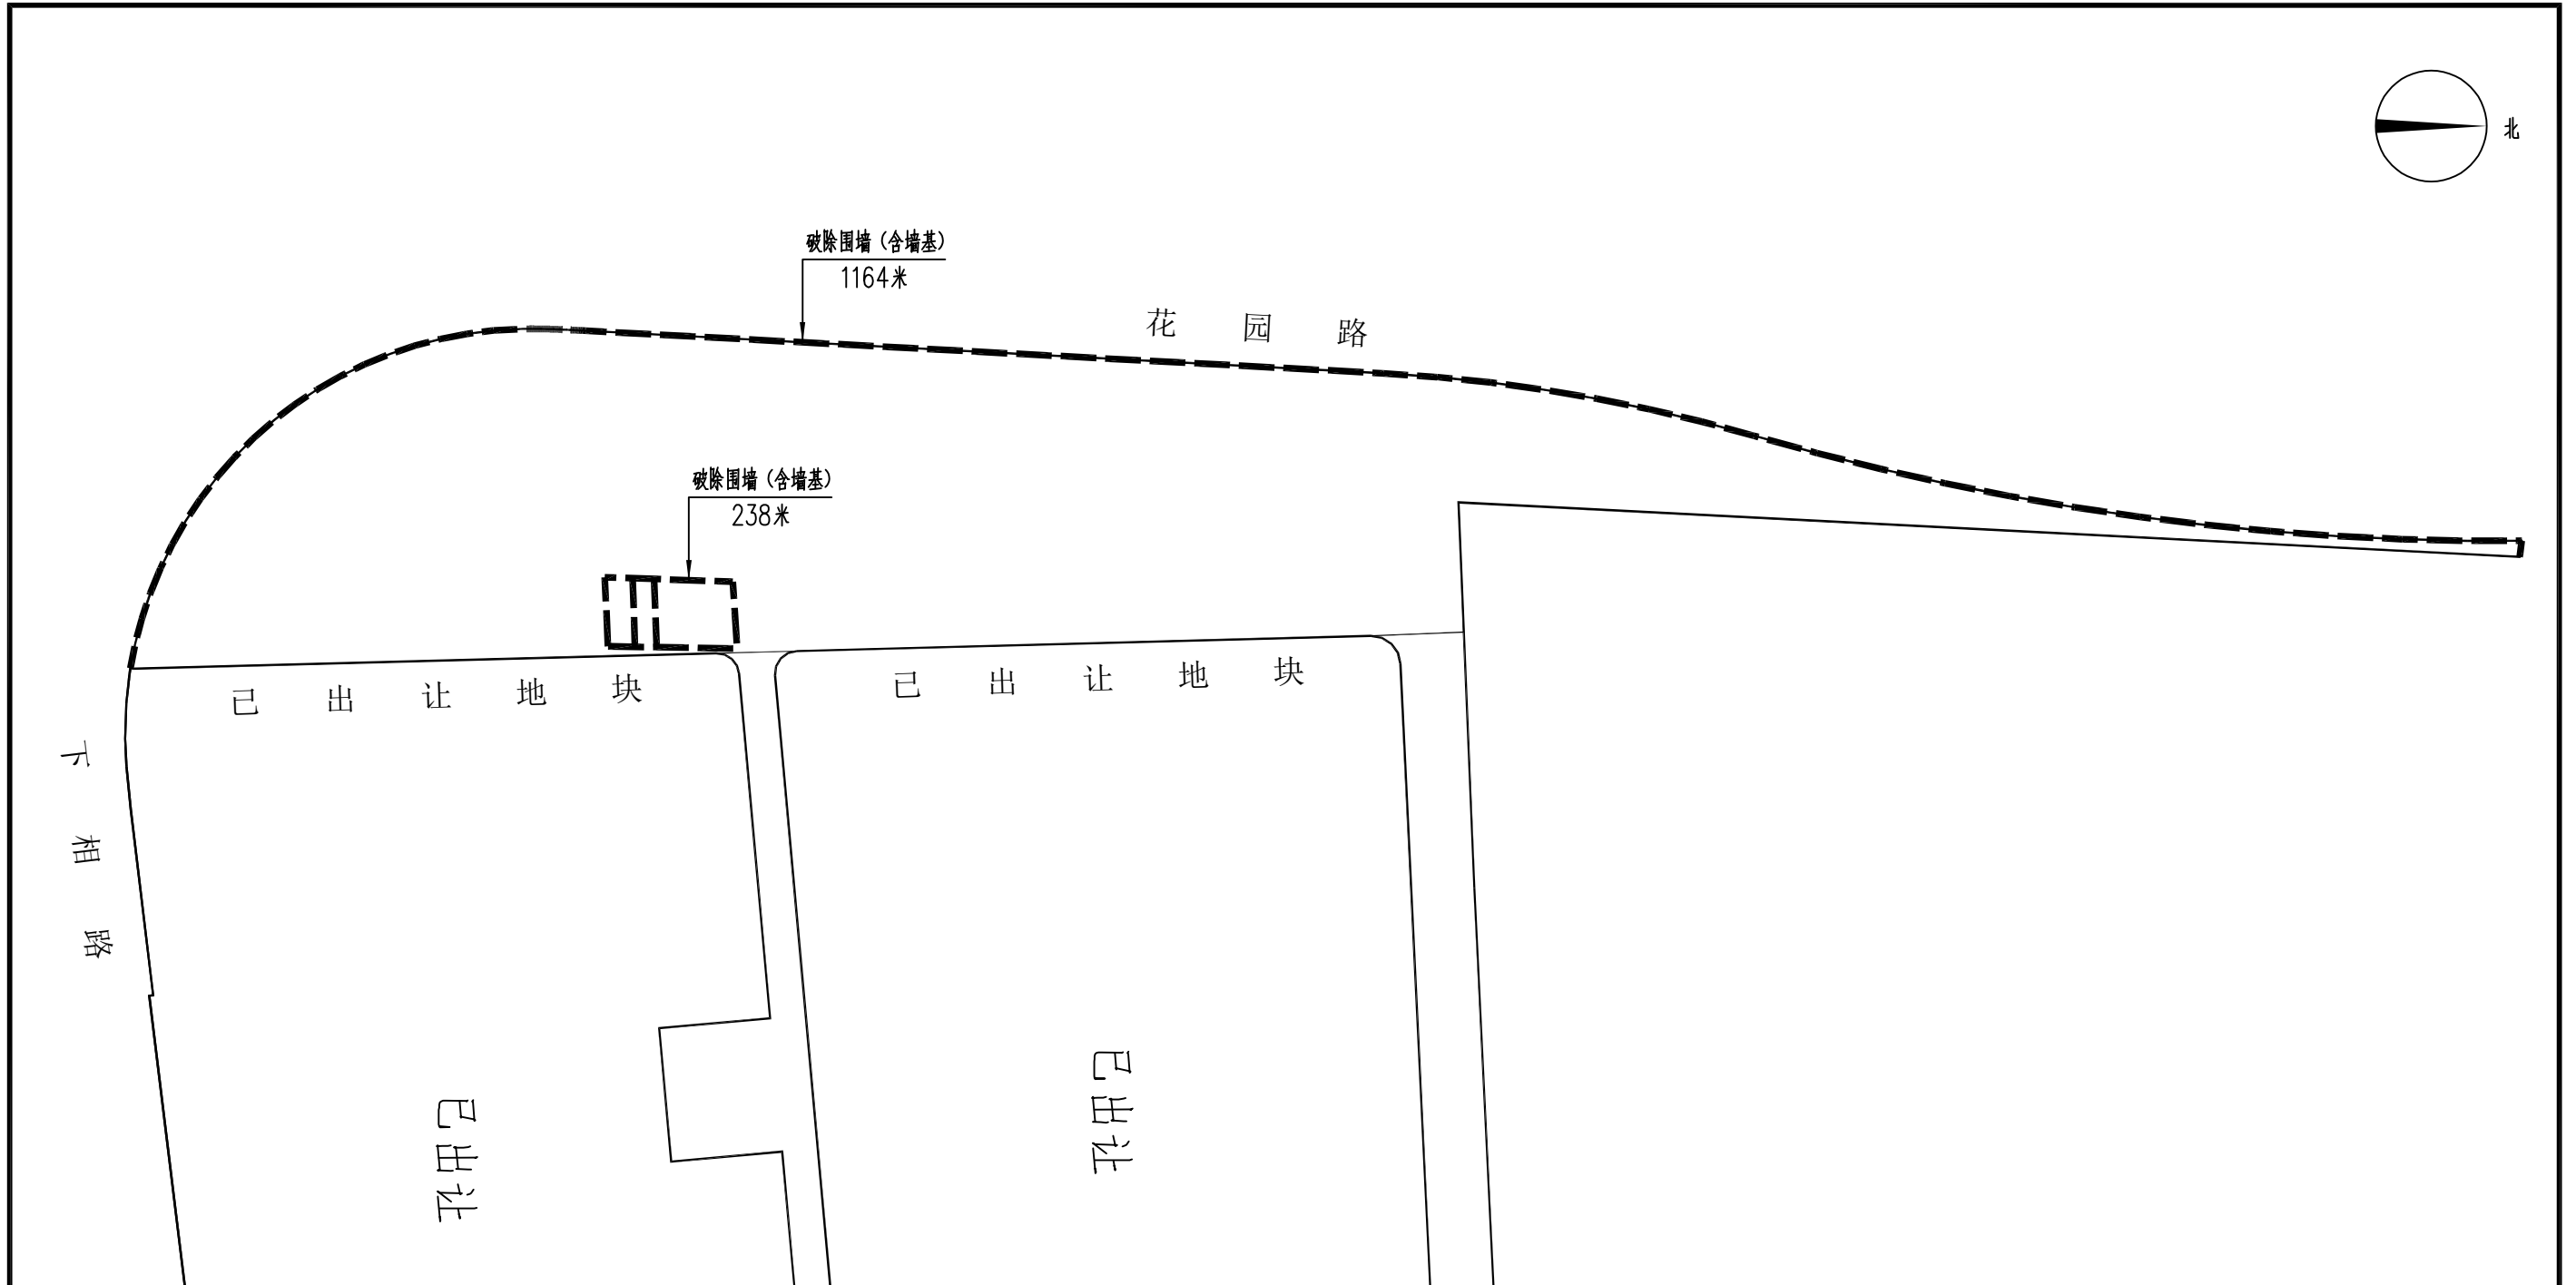 北
破除围墙（含墙基）
1164米
花园路
破除围墙（含墙基）
238米
已出让地块
已出让地块
下相路
已出让
已出让